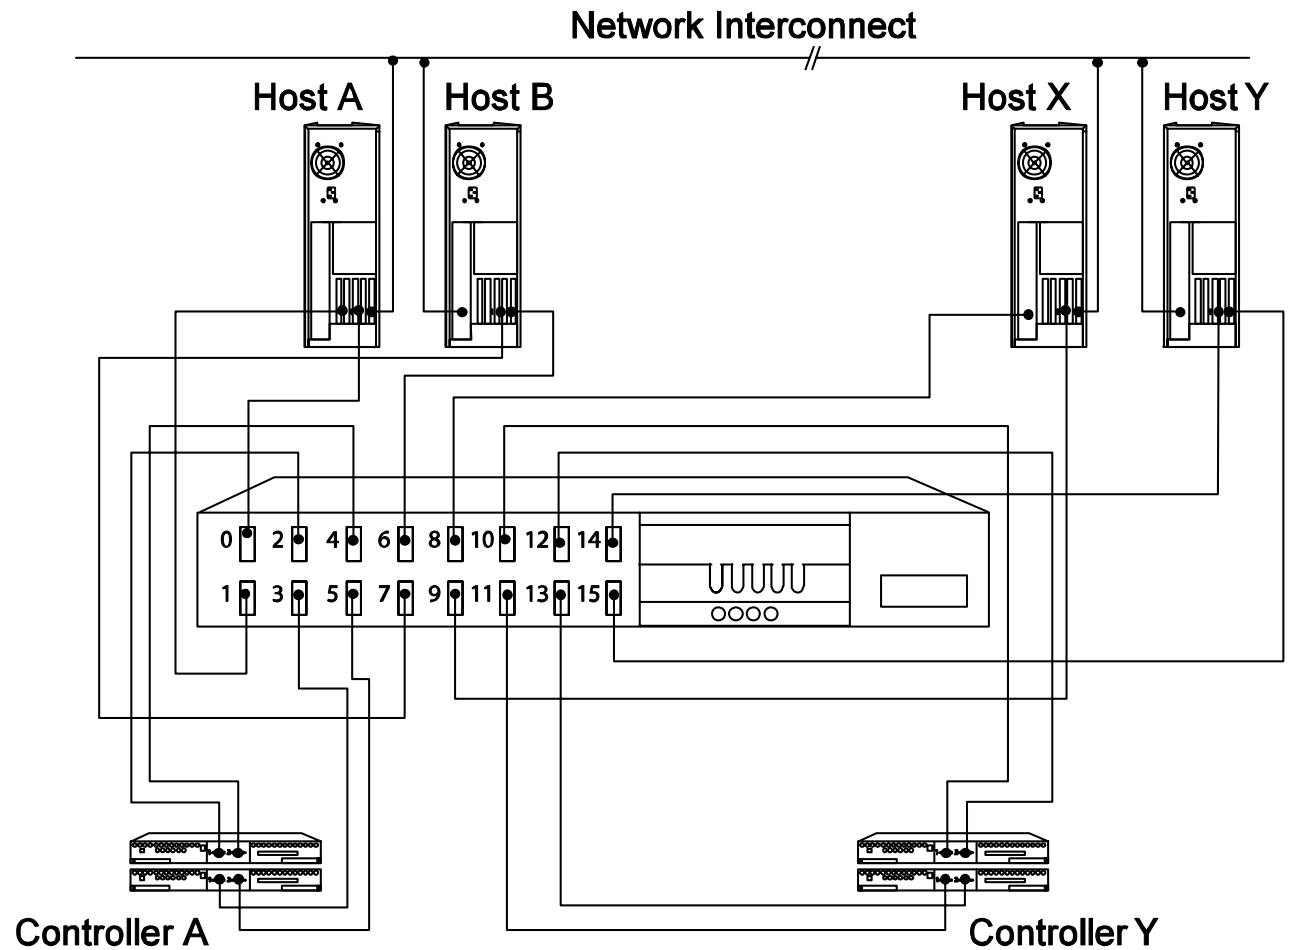 Network Interconnect
Host A
Host B
Host X
Host Y
0 2 4 6 8 10 12 14
1 3 5 7 9 11 13 15
Controller A
Controller Y